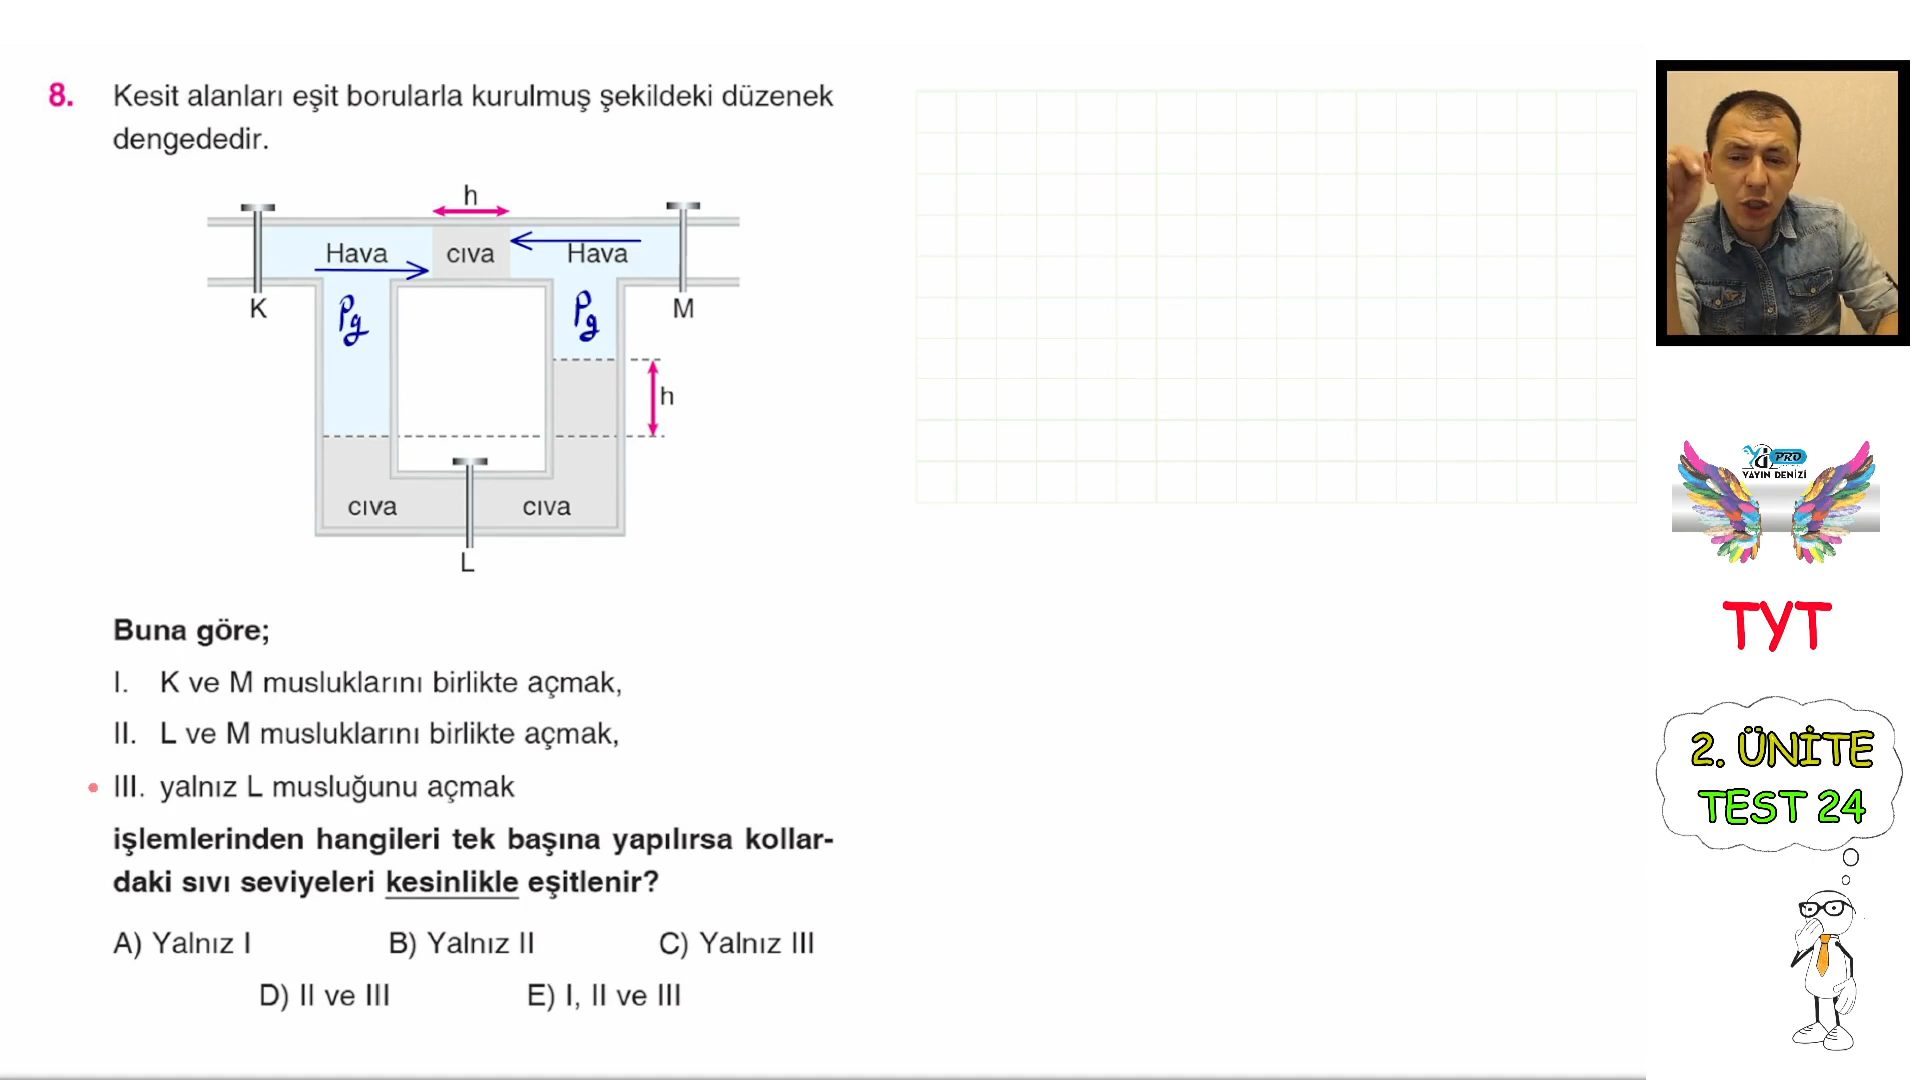 8. Kesit alanları eşit borularla kurulmuş şekildeki düzenek
dengededir.
h
Hava
cıva
Hava
K
Pg
Pg
M
h
cıva
cıva
L
Buna göre;
I. K ve M musluklarını birlikte açmak,
II. L ve M musluklarını birlikte açmak,
III. yalnız L musluğunu açmak
işlemlerinden hangileri tek başına yapılırsa kollar-
daki sıvı seviyeleri kesinlikle eşitlenir?
A) Yalnız I B) Yalnız II C) Yalnız III
D) II ve III E) I, II ve III
PRO
YAYIN DENİZİ
TYT
2. ÜNİTE
TEST 24